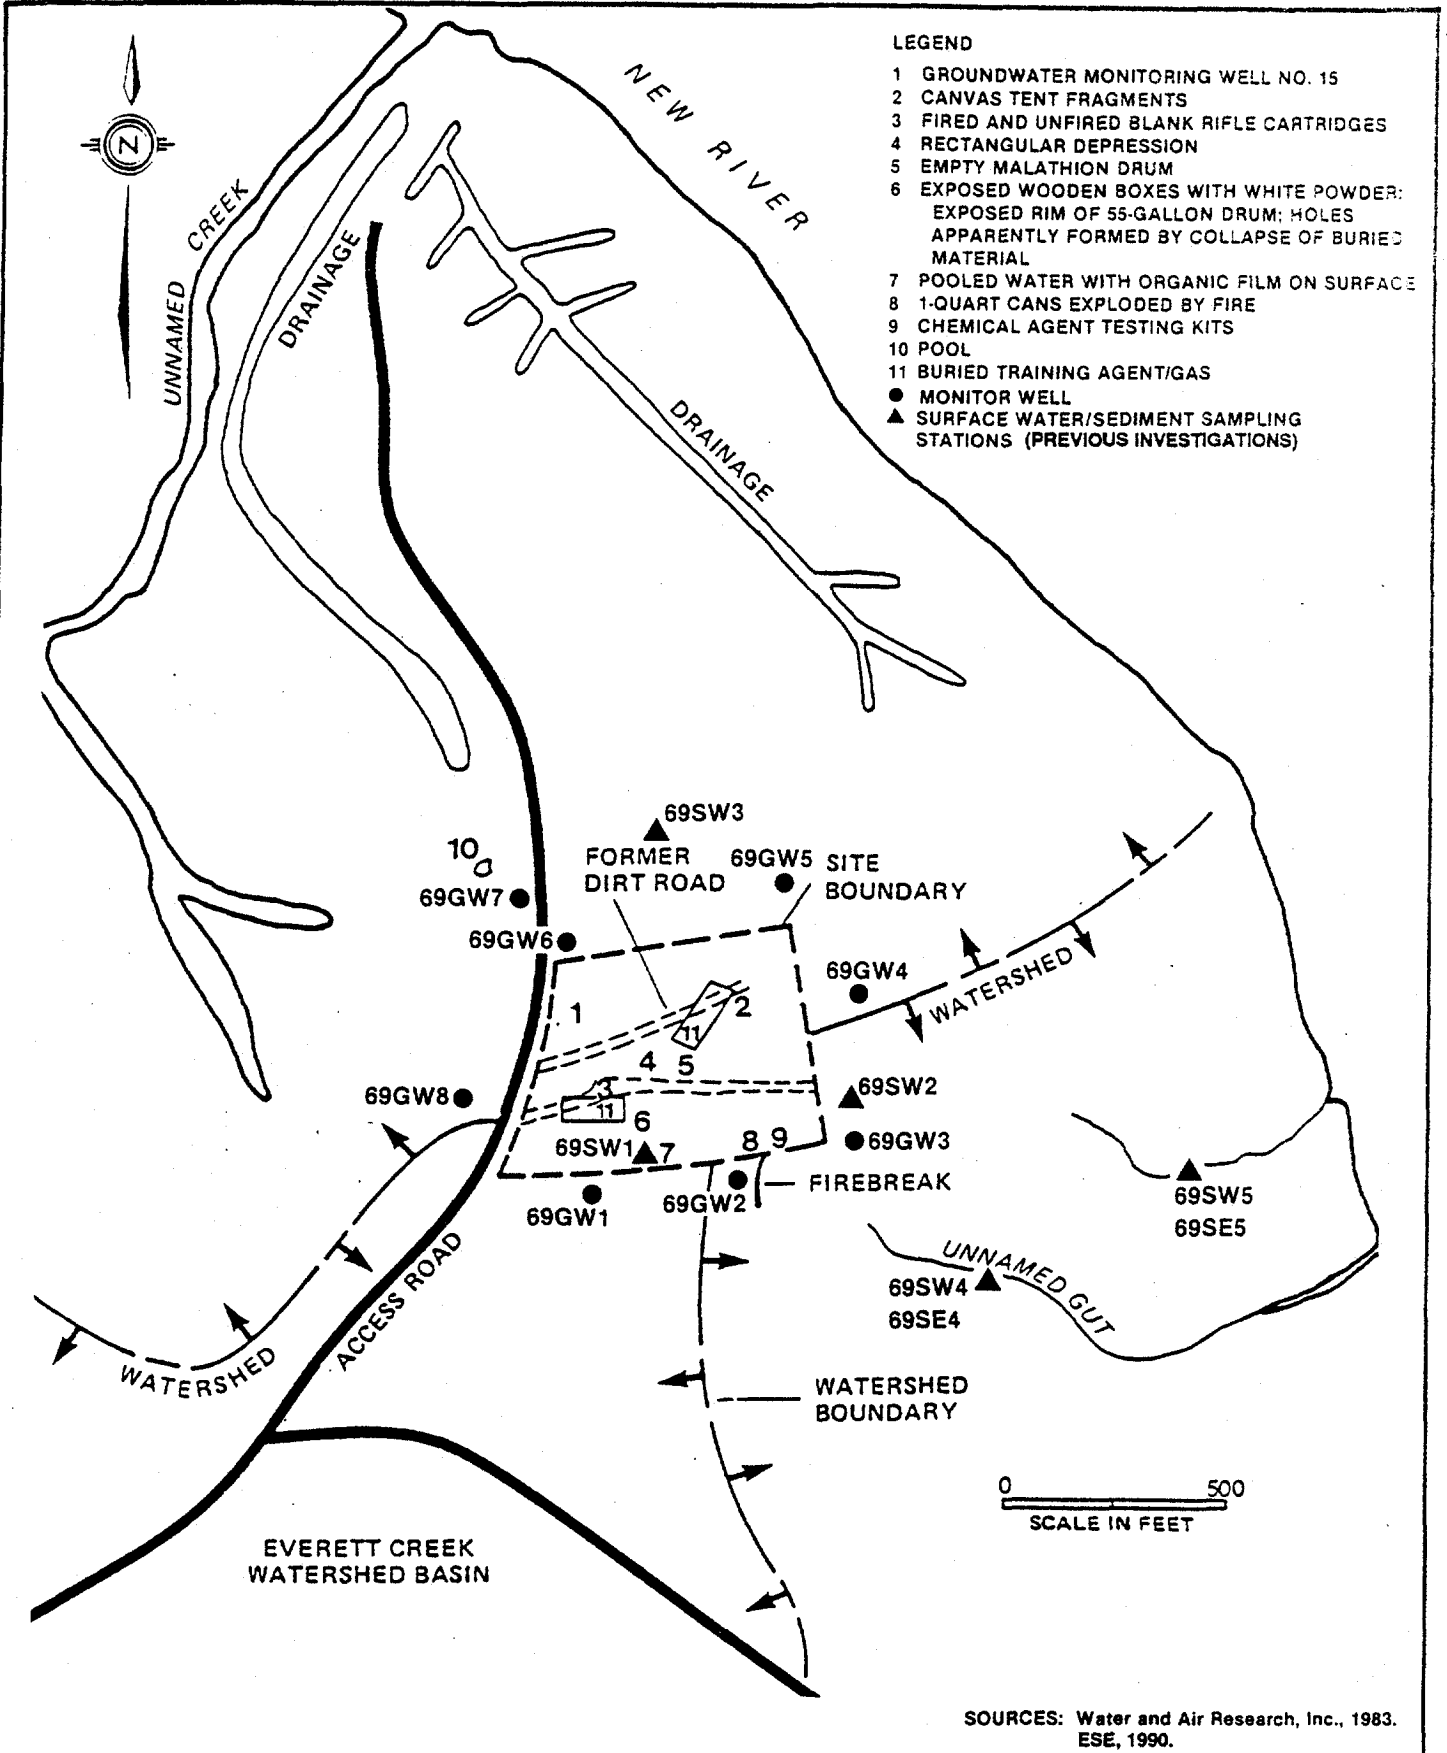 LEGEND
1 GROUNDWATER MONITORING WELL NO. 15
2 CANVAS TENT FRAGMENTS
3 FIRED AND UNFIRED BLANK RIFLE CARTRIDGES
4 RECTANGULAR DEPRESSION
5 EMPTY MALATHION DRUM
6 EXPOSED WOODEN BOXES WITH WHITE POWDER:
EXPOSED RIM OF 55-GALLON DRUM; HOLES
APPARENTLY FORMED BY COLLAPSE OF BURIED
MATERIAL
7 POOLED WATER WITH ORGANIC FILM ON SURFACE
8 1-QUART CANS EXPLODED BY FIRE
9 CHEMICAL AGENT TESTING KITS
10 POOL
11 BURIED TRAINING AGENT/GAS
● MONITOR WELL
▲ SURFACE WATER/SEDIMENT SAMPLING
STATIONS (PREVIOUS INVESTIGATIONS)
N
NEW RIVER
UNNAMED CREEK
DRAINAGE
DRAINAGE
69SW3
10
FORMER
DIRT ROAD
69GW5
SITE
BOUNDARY
69GW7
69GW6
69GW4
WATERSHED
1
2
11
4 5
69GW8
3
11
69SW2
6
69SW1
7
8 9
69GW3
FIREBREAK
69GW1
69GW2
69SW5
69SE5
UNNAMED GUT
69SW4
69SE4
ACCESS ROAD
WATERSHED
WATERSHED
BOUNDARY
0 500
SCALE IN FEET
EVERETT CREEK
WATERSHED BASIN
SOURCES: Water and Air Research, Inc., 1983.
ESE, 1990.